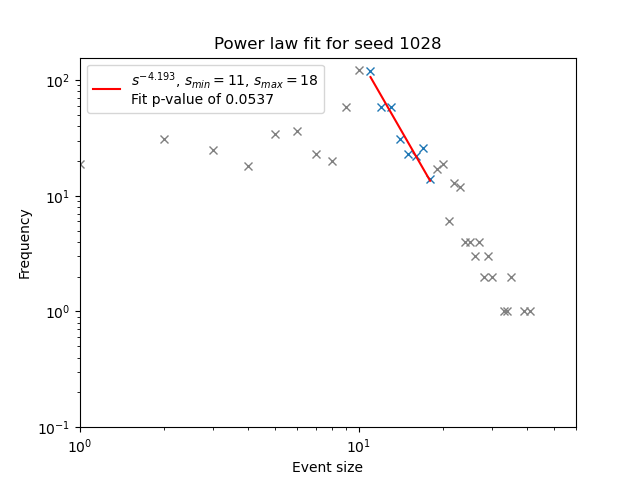 Power law fit for seed 1028
s^{-4.193}, s_{min} = 11, s_{max} = 18
Fit p-value of 0.0537
10^2
10^1
10^0
10^{-1}
Frequency
10^0
10^1
Event size